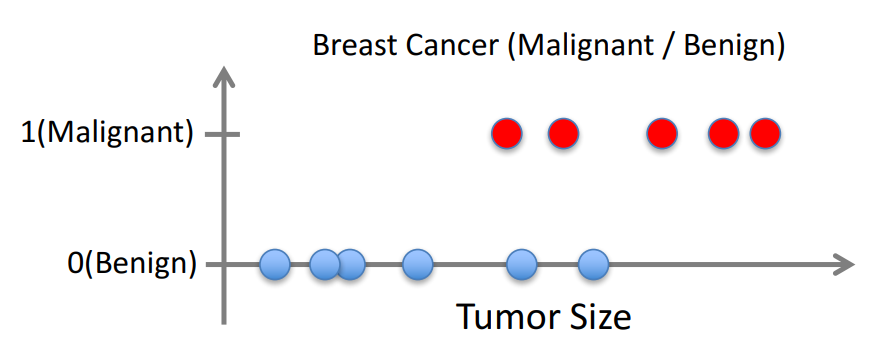 Breast Cancer (Malignant / Benign)
1(Malignant)
0(Benign)
Tumor Size